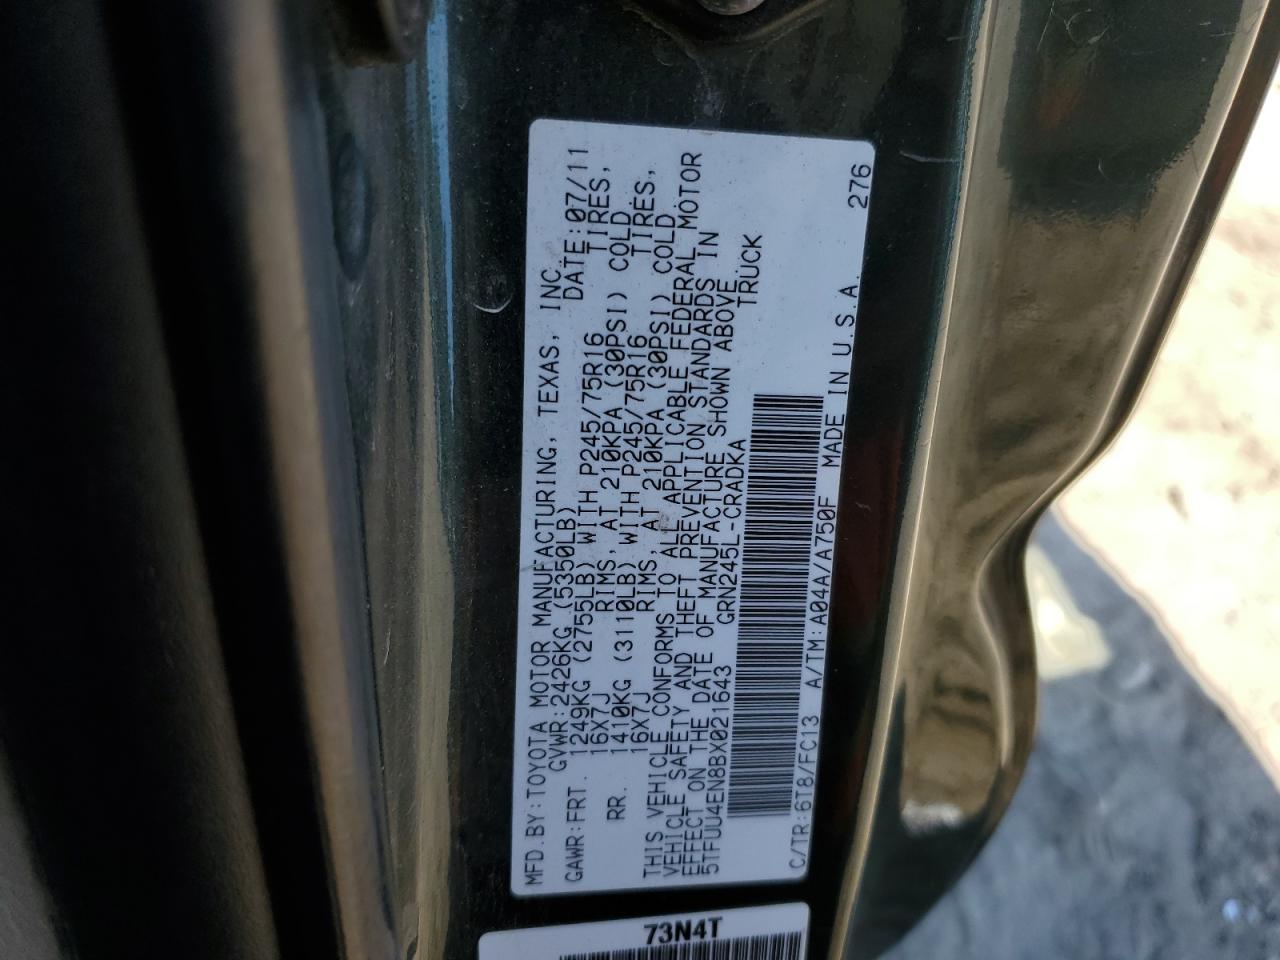 MFD.BY:TOYOTA MOTOR MANUFACTURING, TEXAS, INC.
GVWR:2426KG (5350LB) DATE:07/11
GAWR:FRT. 1249KG (2755LB) WITH P245/75R16 TIRES,
16X7J RIMS, AT 210KPA (30PSI) COLD
RR. 1410KG (3110LB) WITH P245/75R16 TIRES,
16X7J RIMS, AT 210KPA (30PSI) COLD
THIS VEHICLE CONFORMS TO ALL APPLICABLE FEDERAL MOTOR
VEHICLE SAFETY AND THEFT PREVENTION STANDARDS IN
EFFECT ON THE DATE OF MANUFACTURE SHOWN ABOVE.
5TFUU4EN8BX021643 GRN245L-CRADKA TRUCK
C/TR:6T8/FC13 A/TM:A04A/A750F MADE IN U.S.A. 276
73N4T